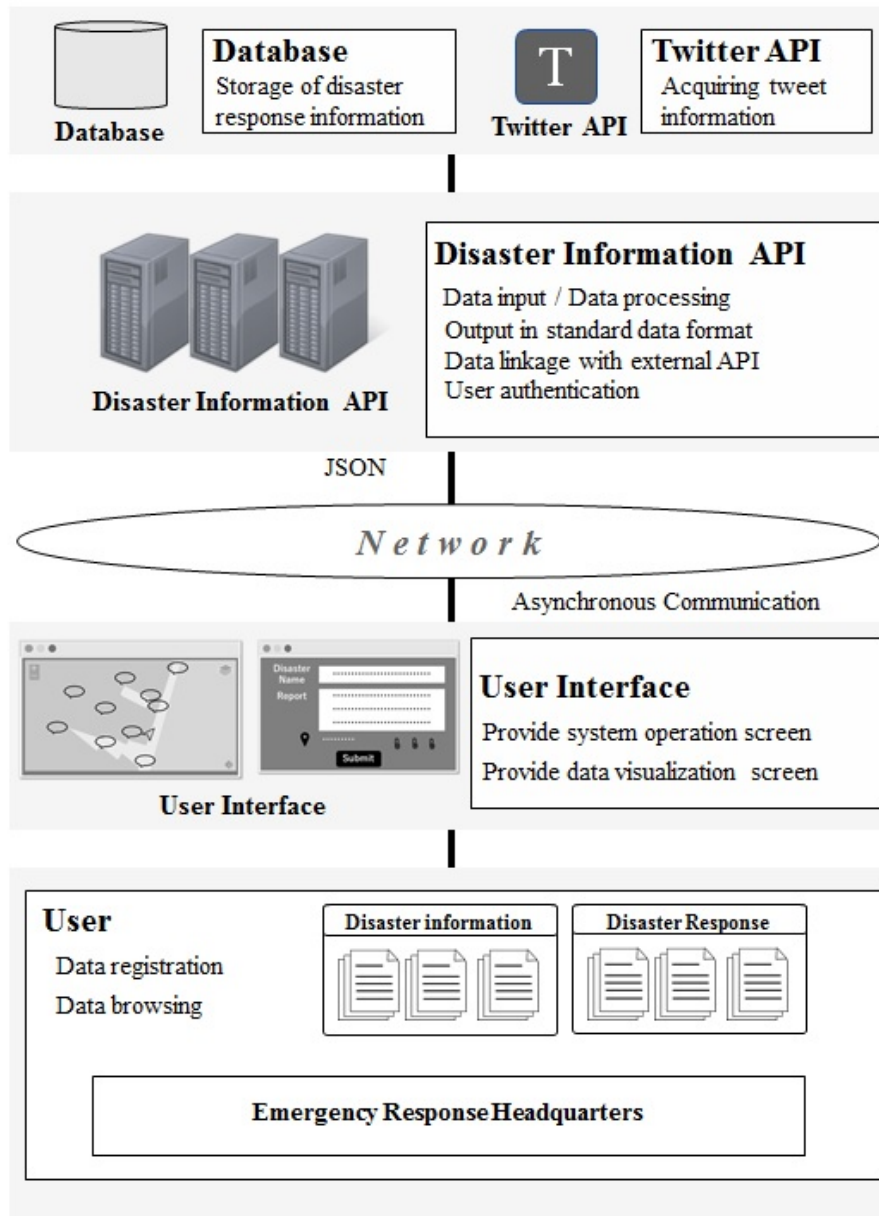 Database
Storage of disaster
response information
Database
T
Twitter API
Twitter API
Acquiring tweet
information
Disaster Information API
Disaster Information API
Data input / Data processing
Output in standard data format
Data linkage with external API
User authentication
JSON
Network
Asynchronous Communication
Disaster
Name
Report
Submit
User Interface
User Interface
Provide system operation screen
Provide data visualization screen
User
Data registration
Data browsing
Disaster information
Disaster Response
Emergency Response Headquarters